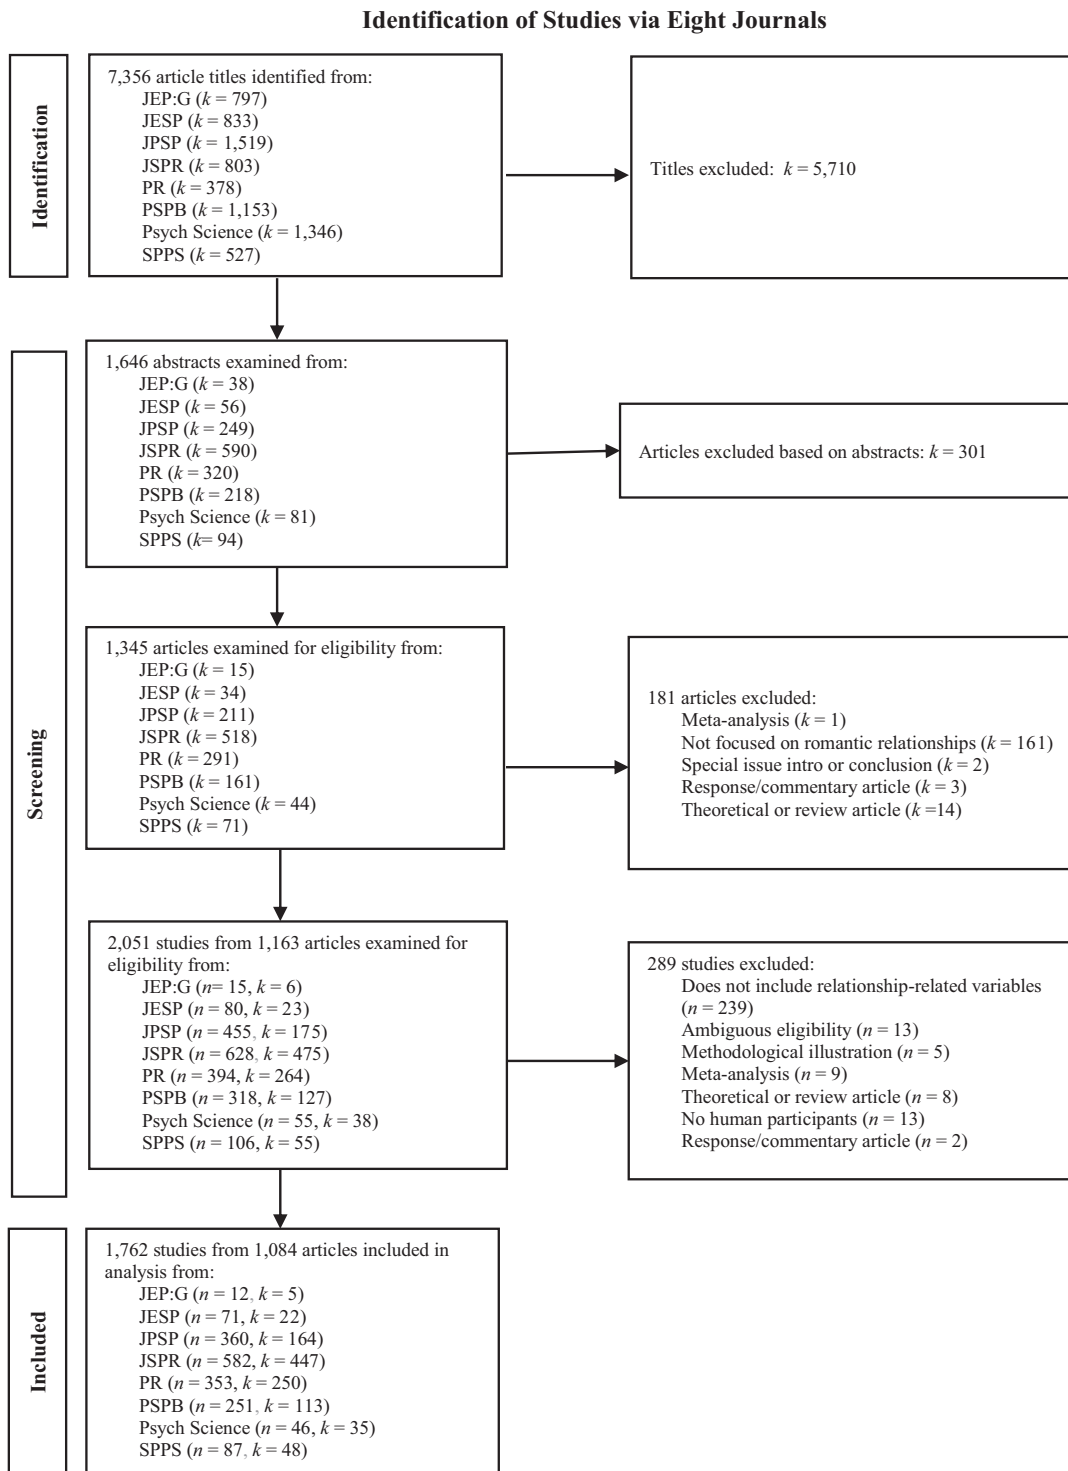 Identification of Studies via Eight Journals
Identification
7,356 article titles identified from:
JEP:G (k = 797)
JESP (k = 833)
JPSP (k = 1,519)
JSPR (k = 803)
PR (k = 378)
PSPB (k = 1,153)
Psych Science (k = 1,346)
SPPS (k = 527)
Titles excluded: k = 5,710
Screening
1,646 abstracts examined from:
JEP:G (k = 38)
JESP (k = 56)
JPSP (k = 249)
JSPR (k = 590)
PR (k = 320)
PSPB (k = 218)
Psych Science (k = 81)
SPPS (k= 94)
Articles excluded based on abstracts: k = 301
1,345 articles examined for eligibility from:
JEP:G (k = 15)
JESP (k = 34)
JPSP (k = 211)
JSPR (k = 518)
PR (k = 291)
PSPB (k = 161)
Psych Science (k = 44)
SPPS (k = 71)
181 articles excluded:
Meta-analysis (k = 1)
Not focused on romantic relationships (k = 161)
Special issue intro or conclusion (k = 2)
Response/commentary article (k = 3)
Theoretical or review article (k =14)
2,051 studies from 1,163 articles examined for
eligibility from:
JEP:G (n= 15, k = 6)
JESP (n = 80, k = 23)
JPSP (n = 455, k = 175)
JSPR (n = 628, k = 475)
PR (n = 394, k = 264)
PSPB (n = 318, k = 127)
Psych Science (n = 55, k = 38)
SPPS (n = 106, k = 55)
289 studies excluded:
Does not include relationship-related variables
(n = 239)
Ambiguous eligibility (n = 13)
Methodological illustration (n = 5)
Meta-analysis (n = 9)
Theoretical or review article (n = 8)
No human participants (n = 13)
Response/commentary article (n = 2)
Included
1,762 studies from 1,084 articles included in
analysis from:
JEP:G (n = 12, k = 5)
JESP (n = 71, k = 22)
JPSP (n = 360, k = 164)
JSPR (n = 582, k = 447)
PR (n = 353, k = 250)
PSPB (n = 251, k = 113)
Psych Science (n = 46, k = 35)
SPPS (n = 87, k = 48)